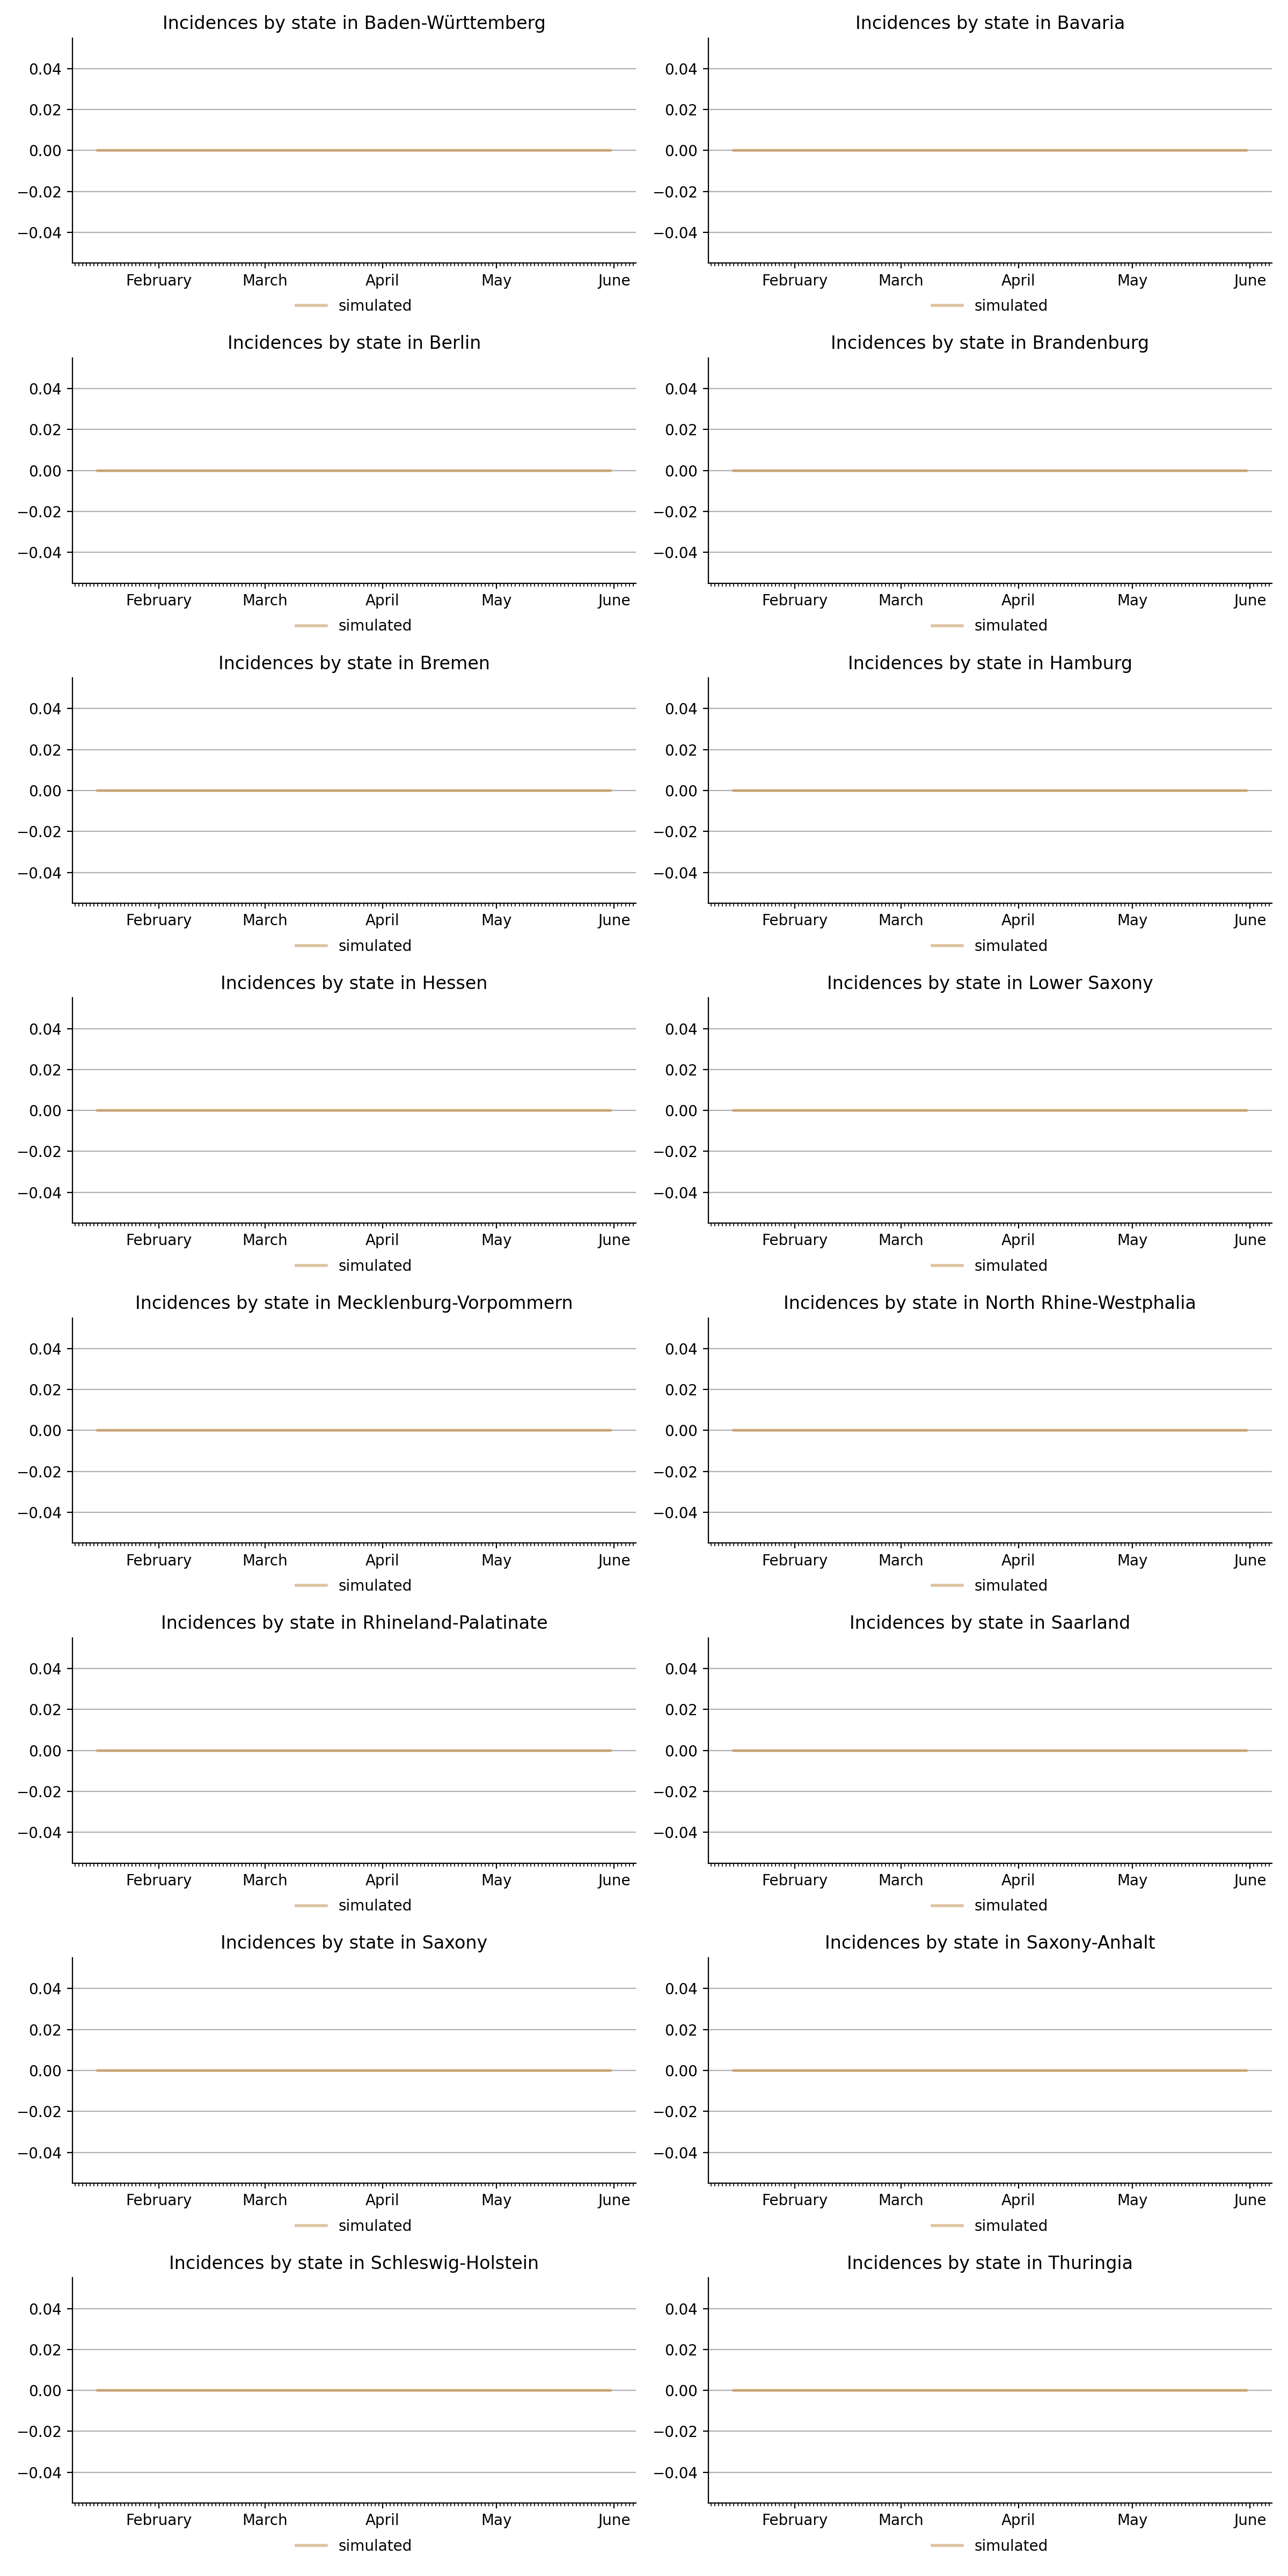 Incidences by state in Baden-Württemberg
0.04
0.02
0.00
−0.02
−0.04
February March April May June
simulated
Incidences by state in Bavaria
0.04
0.02
0.00
−0.02
−0.04
February March April May June
simulated
Incidences by state in Berlin
0.04
0.02
0.00
−0.02
−0.04
February March April May June
simulated
Incidences by state in Brandenburg
0.04
0.02
0.00
−0.02
−0.04
February March April May June
simulated
Incidences by state in Bremen
0.04
0.02
0.00
−0.02
−0.04
February March April May June
simulated
Incidences by state in Hamburg
0.04
0.02
0.00
−0.02
−0.04
February March April May June
simulated
Incidences by state in Hessen
0.04
0.02
0.00
−0.02
−0.04
February March April May June
simulated
Incidences by state in Lower Saxony
0.04
0.02
0.00
−0.02
−0.04
February March April May June
simulated
Incidences by state in Mecklenburg-Vorpommern
0.04
0.02
0.00
−0.02
−0.04
February March April May June
simulated
Incidences by state in North Rhine-Westphalia
0.04
0.02
0.00
−0.02
−0.04
February March April May June
simulated
Incidences by state in Rhineland-Palatinate
0.04
0.02
0.00
−0.02
−0.04
February March April May June
simulated
Incidences by state in Saarland
0.04
0.02
0.00
−0.02
−0.04
February March April May June
simulated
Incidences by state in Saxony
0.04
0.02
0.00
−0.02
−0.04
February March April May June
simulated
Incidences by state in Saxony-Anhalt
0.04
0.02
0.00
−0.02
−0.04
February March April May June
simulated
Incidences by state in Schleswig-Holstein
0.04
0.02
0.00
−0.02
−0.04
February March April May June
simulated
Incidences by state in Thuringia
0.04
0.02
0.00
−0.02
−0.04
February March April May June
simulated